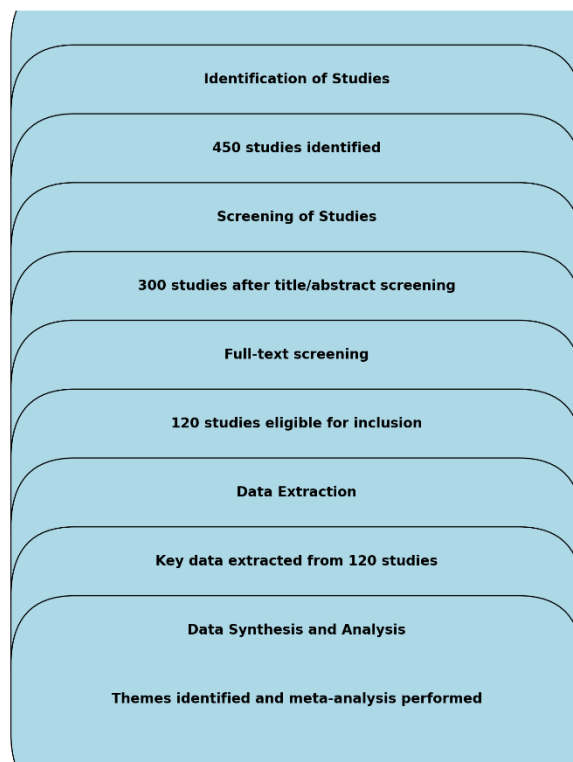 Identification of Studies
450 studies identified
Screening of Studies
300 studies after title/abstract screening
Full-text screening
120 studies eligible for inclusion
Data Extraction
Key data extracted from 120 studies
Data Synthesis and Analysis
Themes identified and meta-analysis performed